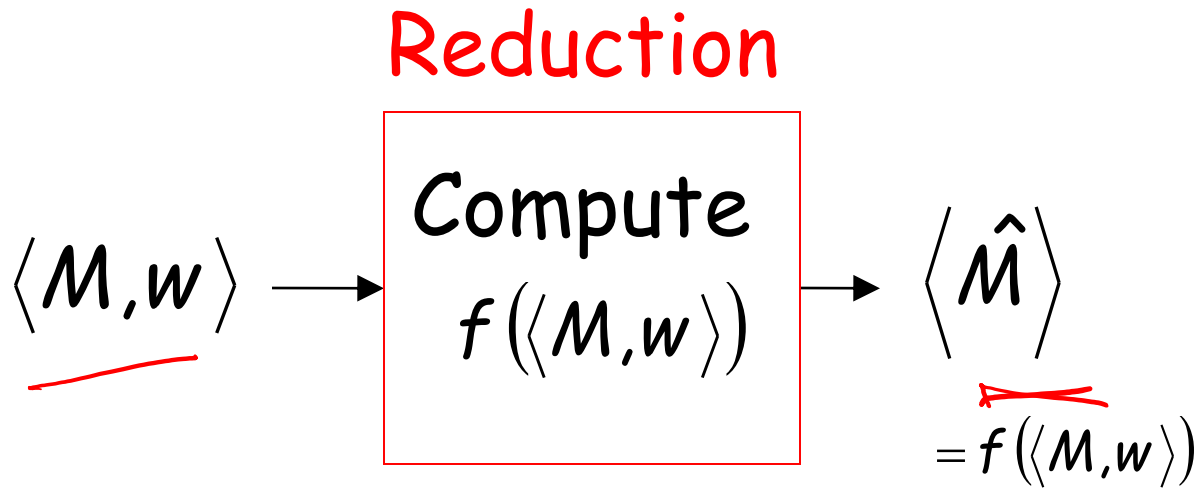 Reduction
Compute
⟨M,w⟩
f(⟨M,w⟩)
⟨M̂⟩
= f(⟨M,w⟩)